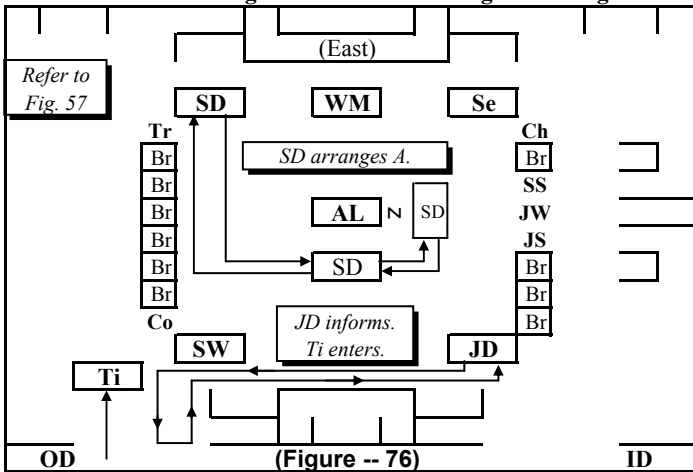 (East)
Refer to
Fig. 57
SD WM Se
Tr Ch
Br SD arranges A. Br
Br SS
Br AL Z SD JW
Br JS
Br SD Br
Br Br
Co JD informs. Br
SW Ti enters. JD
Ti
OD (Figure -- 76) ID